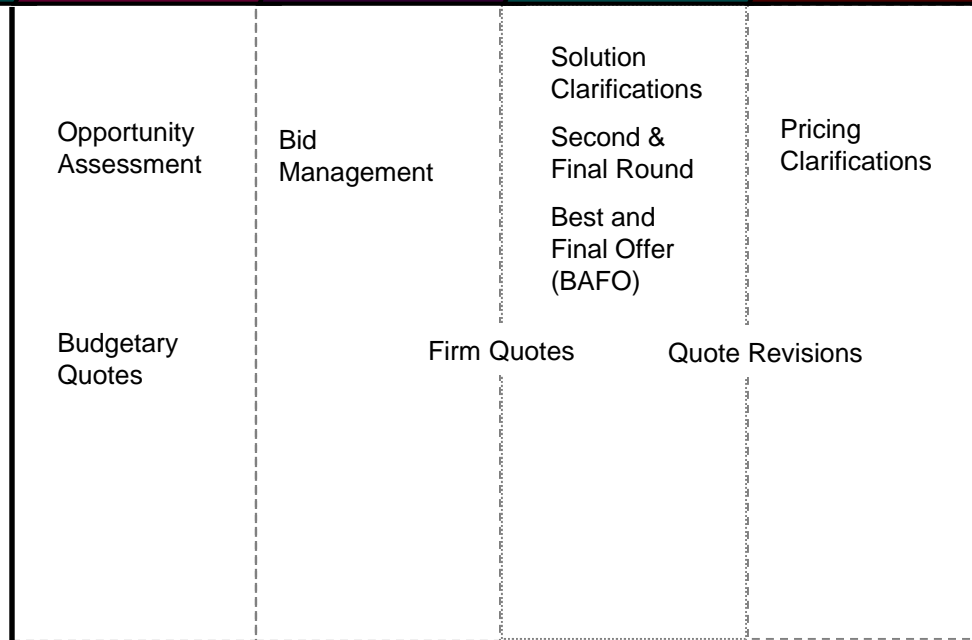 Opportunity
Assessment
Bid
Management
Solution
Clarifications
Second &
Final Round
Best and
Final Offer
(BAFO)
Pricing
Clarifications
Budgetary
Quotes
Firm Quotes
Quote Revisions